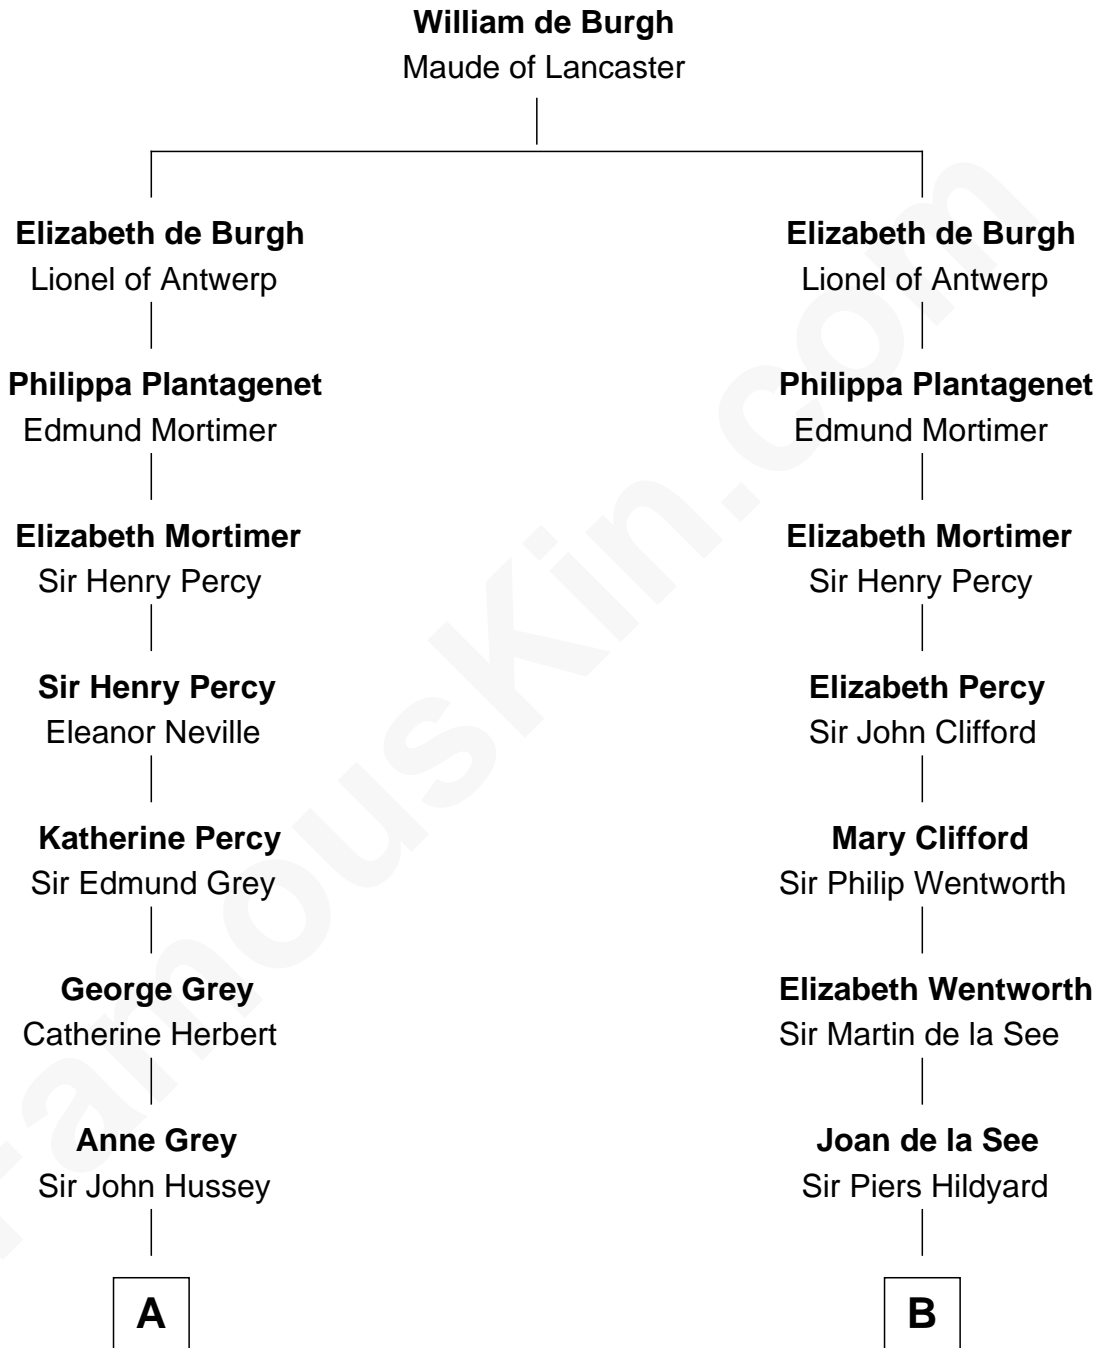 William de Burgh
Maude of Lancaster
Elizabeth de Burgh
Lionel of Antwerp
Elizabeth de Burgh
Lionel of Antwerp
Philippa Plantagenet
Edmund Mortimer
Philippa Plantagenet
Edmund Mortimer
Elizabeth Mortimer
Sir Henry Percy
Elizabeth Mortimer
Sir Henry Percy
Sir Henry Percy
Eleanor Neville
Elizabeth Percy
Sir John Clifford
Katherine Percy
Sir Edmund Grey
Mary Clifford
Sir Philip Wentworth
George Grey
Catherine Herbert
Elizabeth Wentworth
Sir Martin de la See
Anne Grey
Sir John Hussey
Joan de la See
Sir Piers Hildyard
A
B
FamousKin.com